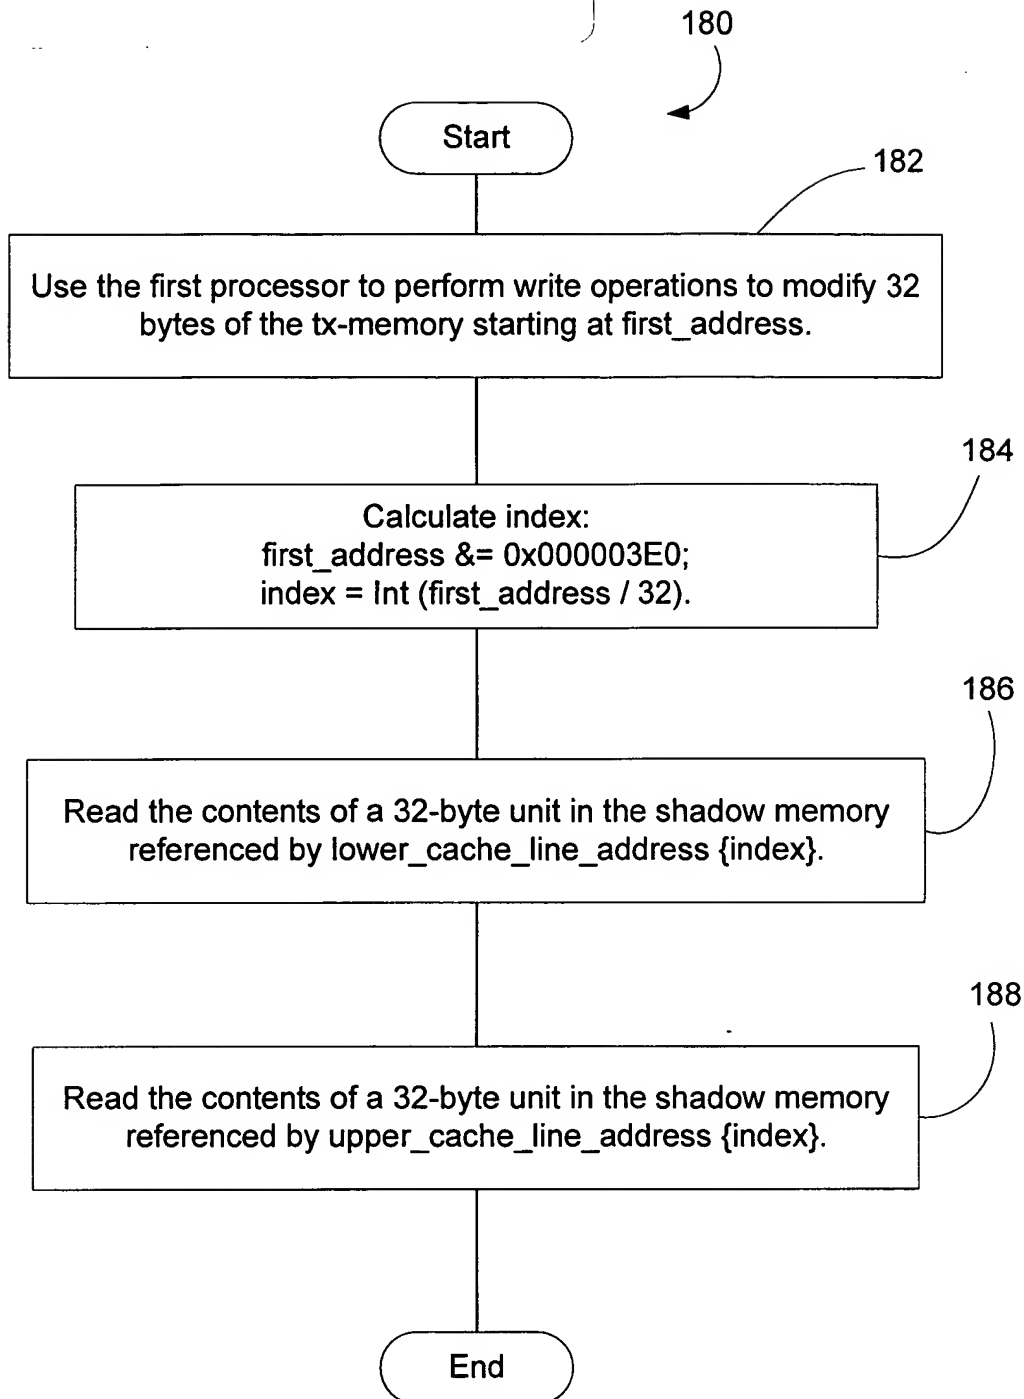 180
Start
182
Use the first processor to perform write operations to modify 32
bytes of the tx-memory starting at first_address.
184
Calculate index:
first_address &= 0x000003E0;
index = Int (first_address / 32).
186
Read the contents of a 32-byte unit in the shadow memory
referenced by lower_cache_line_address {index}.
188
Read the contents of a 32-byte unit in the shadow memory
referenced by upper_cache_line_address {index}.
End